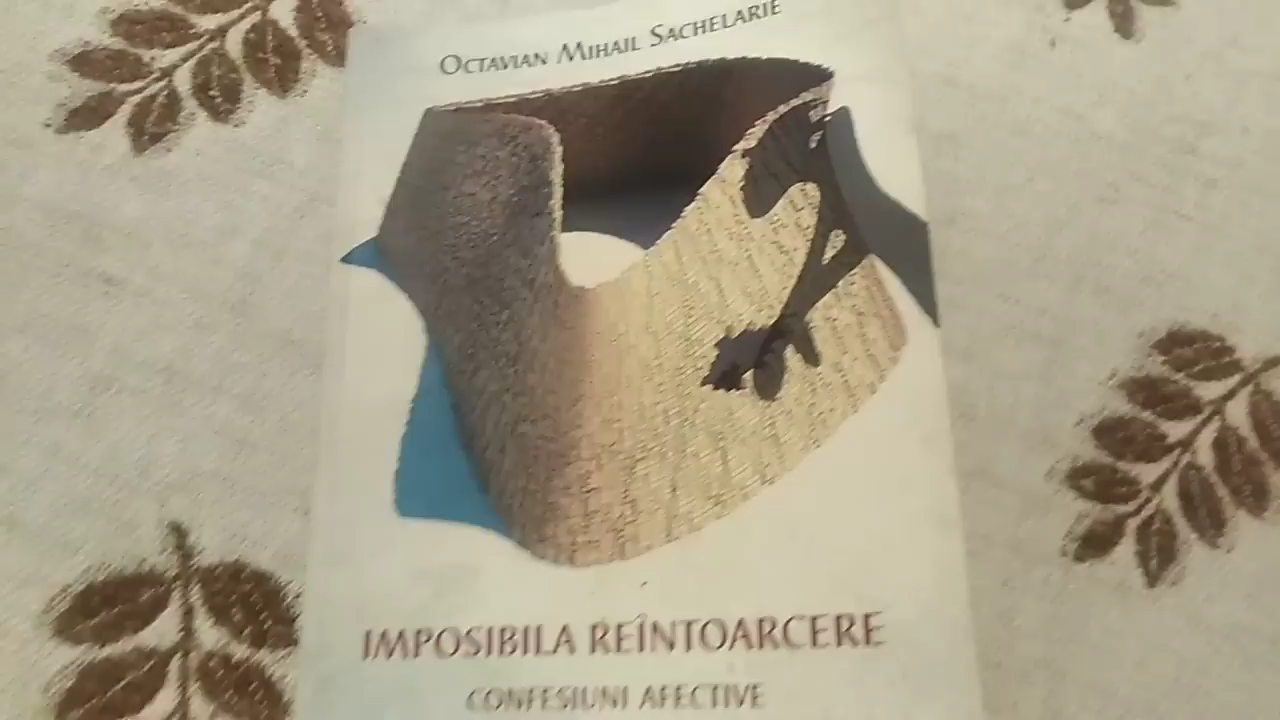 OCTAVIAN MIHAIL SACHELARIE
IMPOSIBILA REÎNTOARCERE
CONFESIUNI AFECTIVE